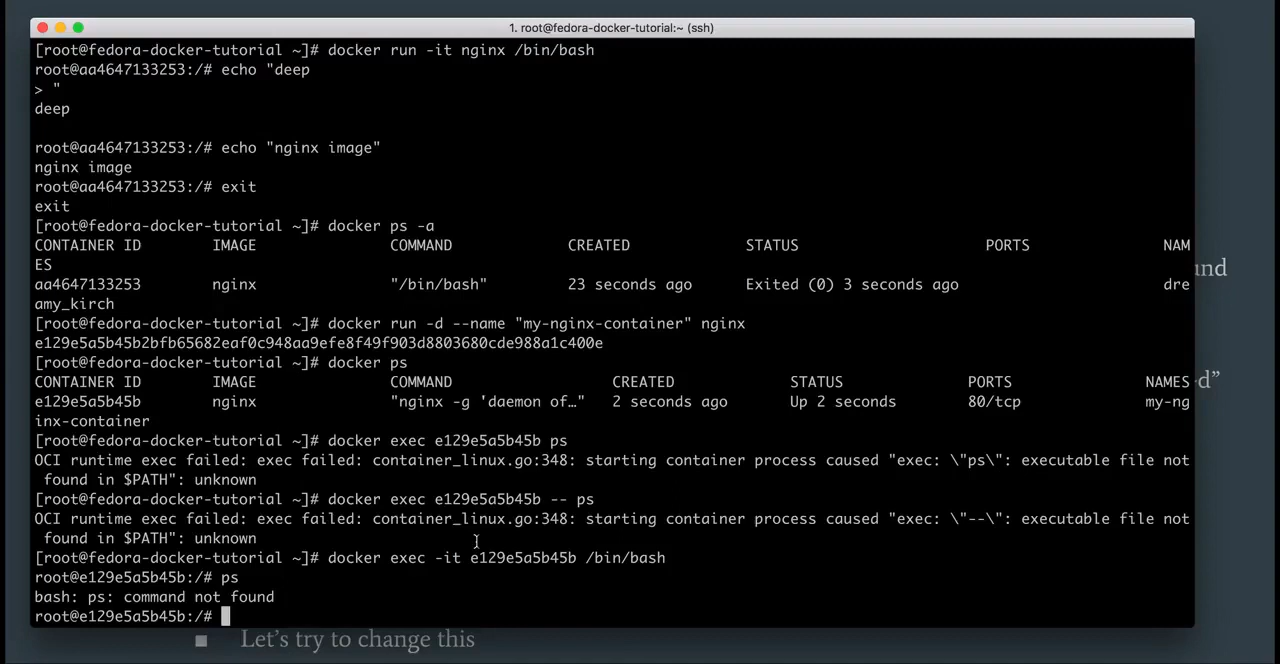 1. root@fedora-docker-tutorial:~ (ssh)
[root@fedora-docker-tutorial ~]# docker run -it nginx /bin/bash
root@aa4647133253:/# echo "deep
> "
deep
root@aa4647133253:/# echo "nginx image"
nginx image
root@aa4647133253:/# exit
exit
[root@fedora-docker-tutorial ~]# docker ps -a
CONTAINER ID IMAGE COMMAND CREATED STATUS PORTS NAM
ES
und
aa4647133253 nginx "/bin/bash" 23 seconds ago Exited (0) 3 seconds ago dre
amy_kirch
[root@fedora-docker-tutorial ~]# docker run -d --name "my-nginx-container" nginx
e129e5a5b45b2bfb65682eaf0c948aa9efe8f49f903d8803680cde988a1c400e
[root@fedora-docker-tutorial ~]# docker ps
CONTAINER ID IMAGE COMMAND CREATED STATUS PORTS NAMES
d”
e129e5a5b45b nginx "nginx -g 'daemon of…" 2 seconds ago Up 2 seconds 80/tcp my-ng
inx-container
[root@fedora-docker-tutorial ~]# docker exec e129e5a5b45b ps
OCI runtime exec failed: exec failed: container_linux.go:348: starting container process caused "exec: \"ps\": executable file not
found in $PATH": unknown
[root@fedora-docker-tutorial ~]# docker exec e129e5a5b45b -- ps
OCI runtime exec failed: exec failed: container_linux.go:348: starting container process caused "exec: \"--\": executable file not
found in $PATH": unknown
[root@fedora-docker-tutorial ~]# docker exec -it e129e5a5b45b /bin/bash
root@e129e5a5b45b:/# ps
bash: ps: command not found
root@e129e5a5b45b:/#
Let’s try to change this